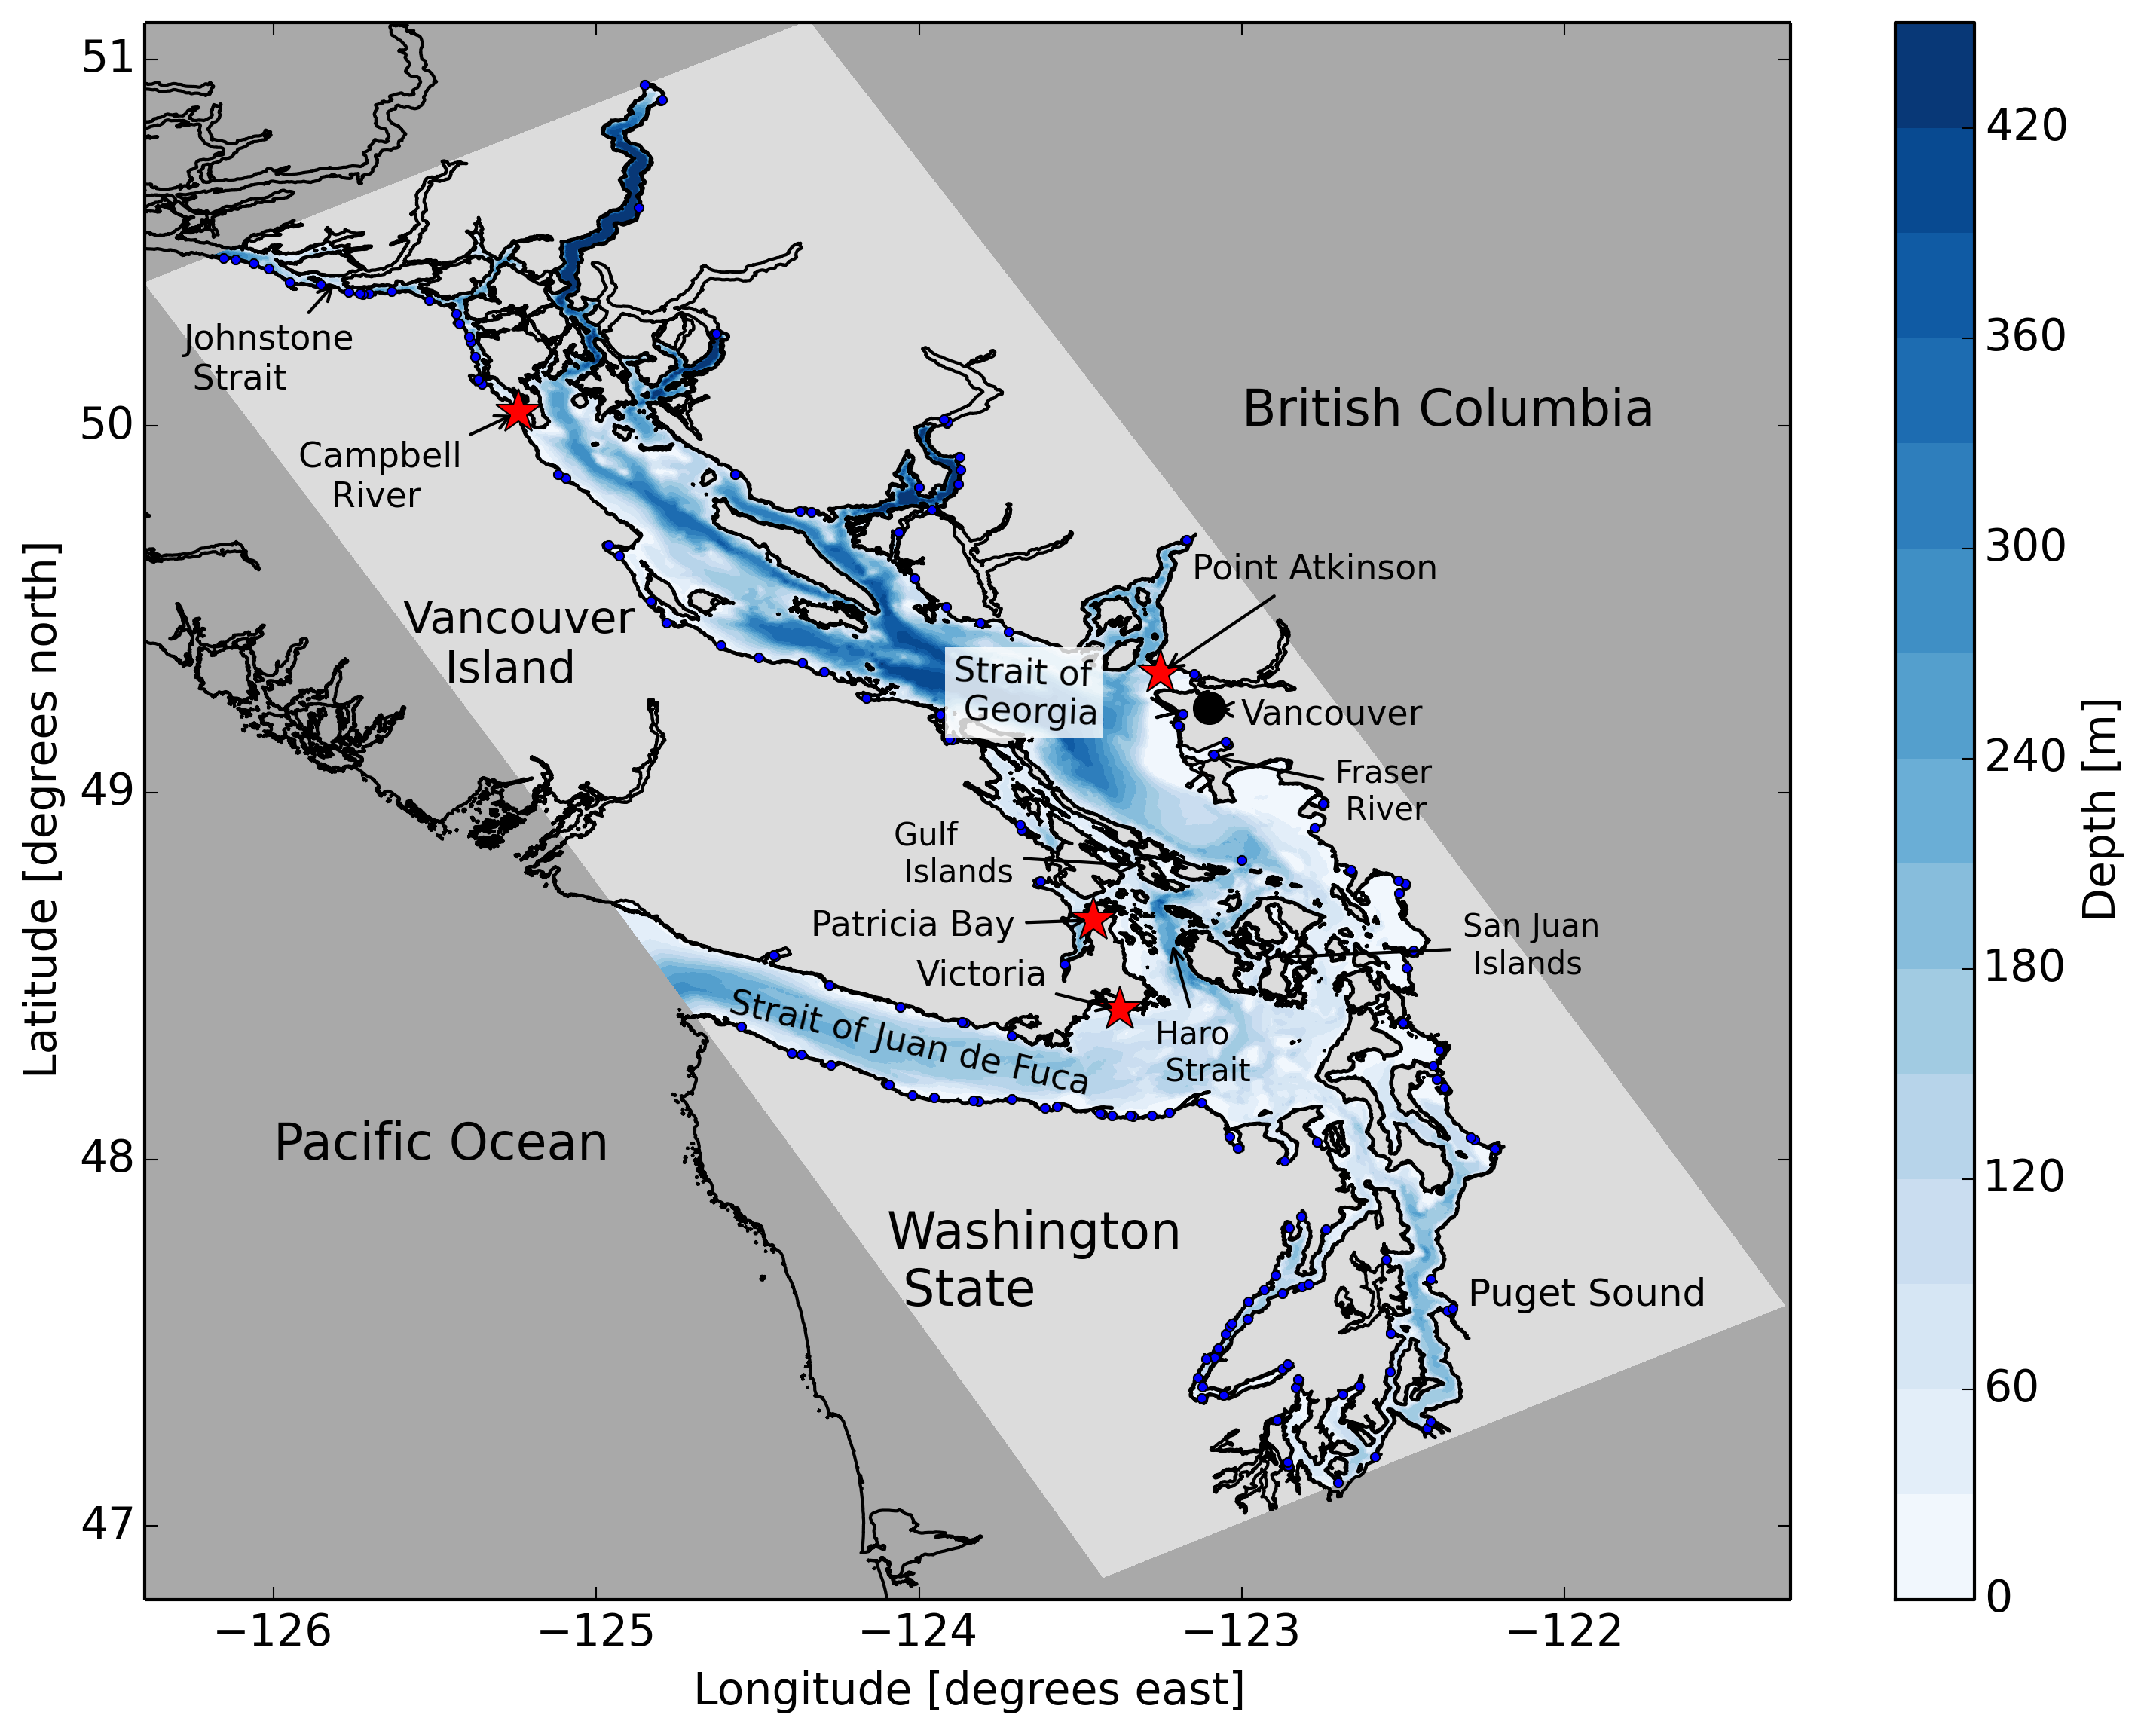 51
50
49
48
47
Latitude [degrees north]
−126
−125
−124
−123
−122
Longitude [degrees east]
Johnstone
Strait
Campbell
River
British Columbia
Point Atkinson
Vancouver
Island
Strait of
Georgia
Vancouver
Fraser
River
Gulf
Islands
Patricia Bay
San Juan
Islands
Victoria
Haro
Strait
Strait of Juan de Fuca
Pacific Ocean
Washington
State
Puget Sound
420
360
300
240
180
120
60
0
Depth [m]